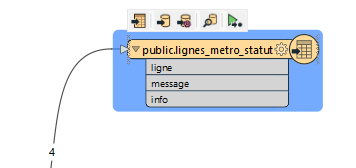 public.lignes_metro_statut
ligne
message
info
4